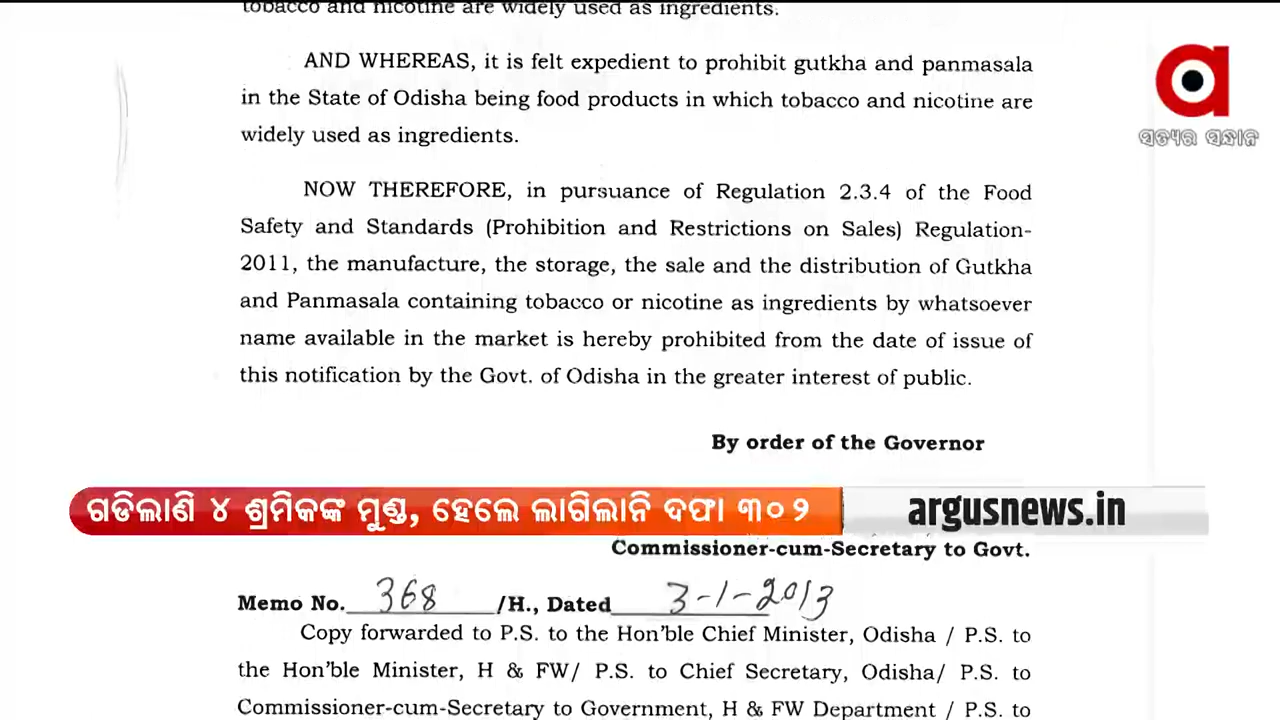 tobacco and nicotine are widely used as ingredients.
AND WHEREAS, it is felt expedient to prohibit gutkha and panmasala
in the State of Odisha being food products in which tobacco and nicotine are
widely used as ingredients.
ସତ୍ୟର ସନ୍ଧାନ
NOW THEREFORE, in pursuance of Regulation 2.3.4 of the Food
Safety and Standards (Prohibition and Restrictions on Sales) Regulation-
2011, the manufacture, the storage, the sale and the distribution of Gutkha
and Panmasala containing tobacco or nicotine as ingredients by whatsoever
name available in the market is hereby prohibited from the date of issue of
this notification by the Govt. of Odisha in the greater interest of public.
By order of the Governor
ଗଡିଲାଣି ୪ ଶ୍ରମିକଙ୍କ ମୁଣ୍ଡ, ହେଲେ ଲାଗିଲାନି ଦଫା ୩୦୨
argusnews.in
Commissioner-cum-Secretary to Govt.
Memo No. 368 /H., Dated 3-1-2013
Copy forwarded to P.S. to the Hon'ble Chief Minister, Odisha / P.S. to
the Hon'ble Minister, H & FW/ P.S. to Chief Secretary, Odisha/ P.S. to
Commissioner-cum-Secretary to Government, H & FW Department / P.S. to